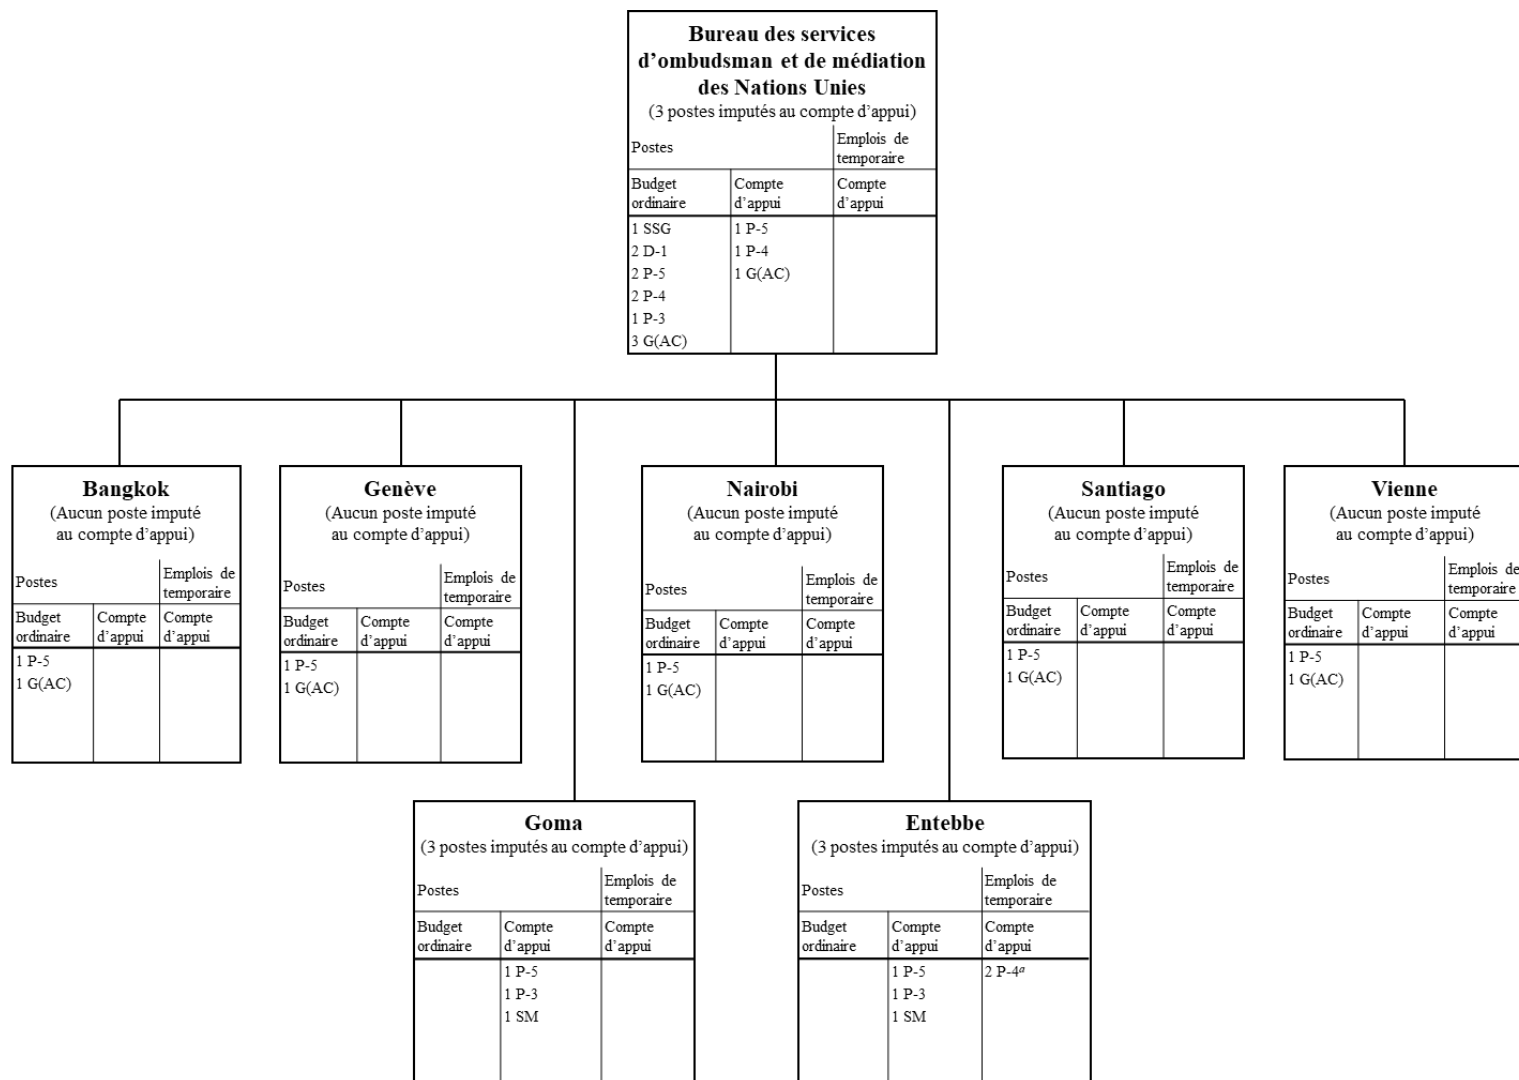 Bureau des services
d’ombudsman et de médiation
des Nations Unies
(3 postes imputés au compte d’appui)
Postes
Emplois de
temporaire
Budget
ordinaire
Compte
d’appui
Compte
d’appui
1 SSG
2 D-1
2 P-5
2 P-4
1 P-3
3 G(AC)
1 P-5
1 P-4
1 G(AC)
Bangkok
(Aucun poste imputé
au compte d’appui)
Postes
Emplois de
temporaire
Budget
ordinaire
Compte
d’appui
Compte
d’appui
1 P-5
1 G(AC)
Genève
(Aucun poste imputé
au compte d’appui)
Postes
Emplois de
temporaire
Budget
ordinaire
Compte
d’appui
Compte
d’appui
1 P-5
1 G(AC)
Nairobi
(Aucun poste imputé
au compte d’appui)
Postes
Emplois de
temporaire
Budget
ordinaire
Compte
d’appui
Compte
d’appui
1 P-5
1 G(AC)
Santiago
(Aucun poste imputé
au compte d’appui)
Postes
Emplois de
temporaire
Budget
ordinaire
Compte
d’appui
Compte
d’appui
1 P-5
1 G(AC)
Vienne
(Aucun poste imputé
au compte d’appui)
Postes
Emplois de
temporaire
Budget
ordinaire
Compte
d’appui
Compte
d’appui
1 P-5
1 G(AC)
Goma
(3 postes imputés au compte d’appui)
Postes
Emplois de
temporaire
Budget
ordinaire
Compte
d’appui
Compte
d’appui
1 P-5
1 P-3
1 SM
Entebbe
(3 postes imputés au compte d’appui)
Postes
Emplois de
temporaire
Budget
ordinaire
Compte
d’appui
Compte
d’appui
1 P-5
1 P-3
1 SM
2 P-4ᵃ